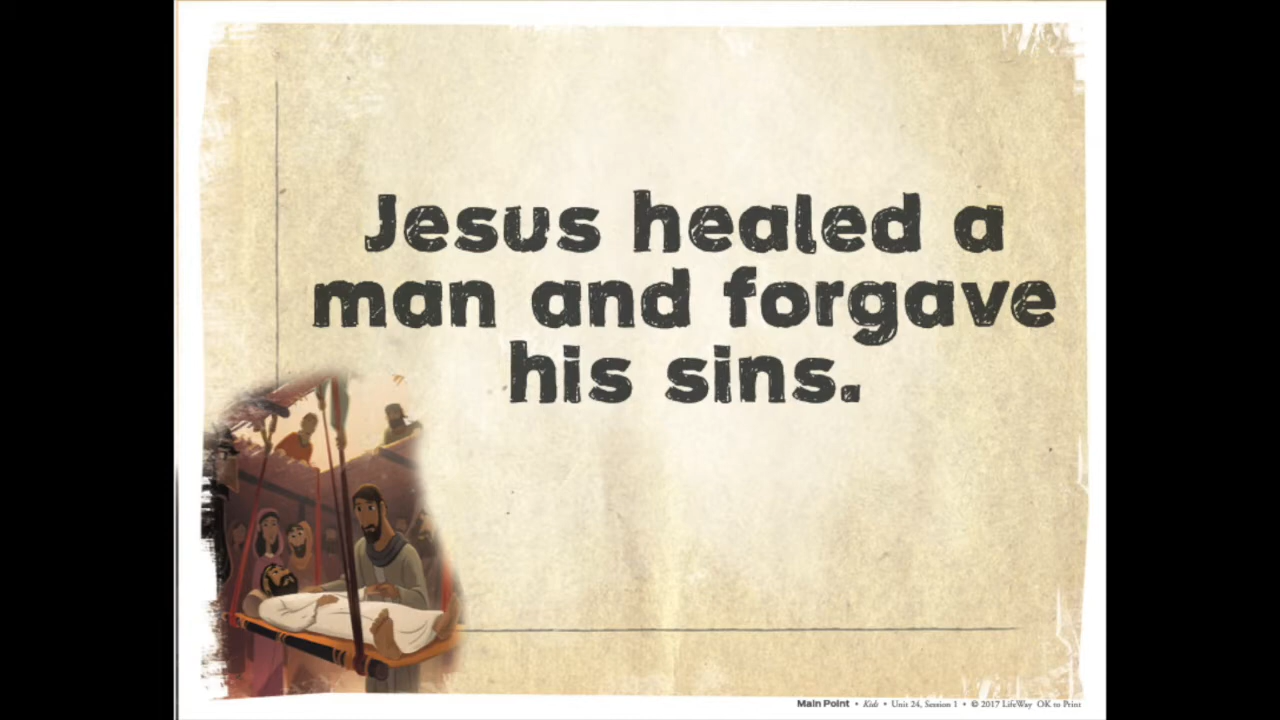 Jesus healed a
man and forgave
his sins.
Main Point • Kids • Unit 24, Session 1 • © 2017 LifeWay OK to Print